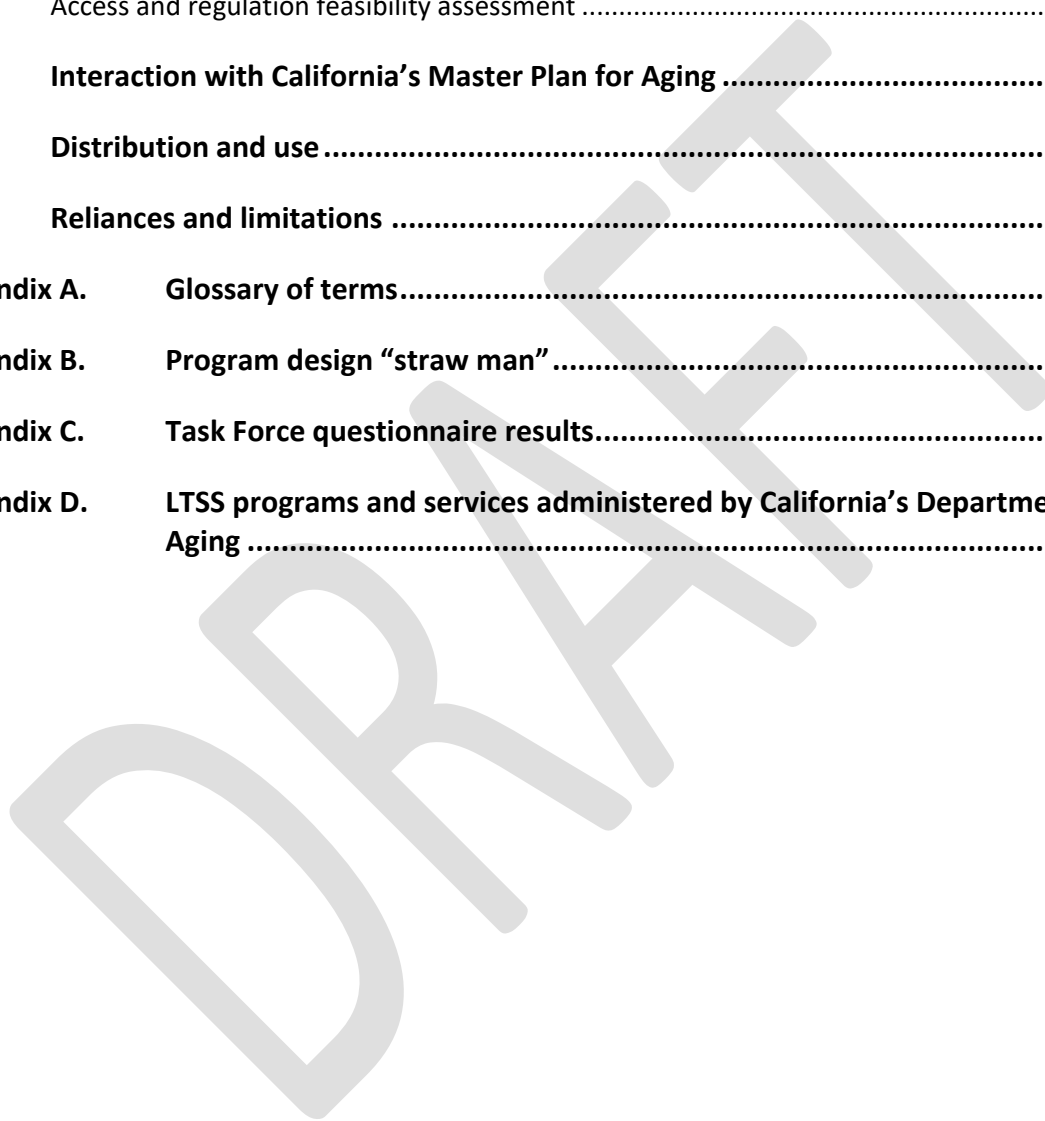 Access and regulation feasibility assessment ................................................................
Interaction with California’s Master Plan for Aging ......................................
Distribution and use .......................................................................................
Reliances and limitations ...............................................................................
ndix A. Glossary of terms ..............................................................................
ndix B. Program design “straw man” ............................................................
ndix C. Task Force questionnaire results.......................................................
ndix D. LTSS programs and services administered by California’s Departme
Aging ................................................................................................
DRAFT